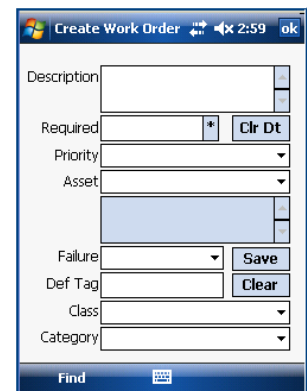 Create Work Order 2:59 ok
Description
Required * Clr Dt
Priority
Asset
Failure Save
Def Tag Clear
Class
Category
Find